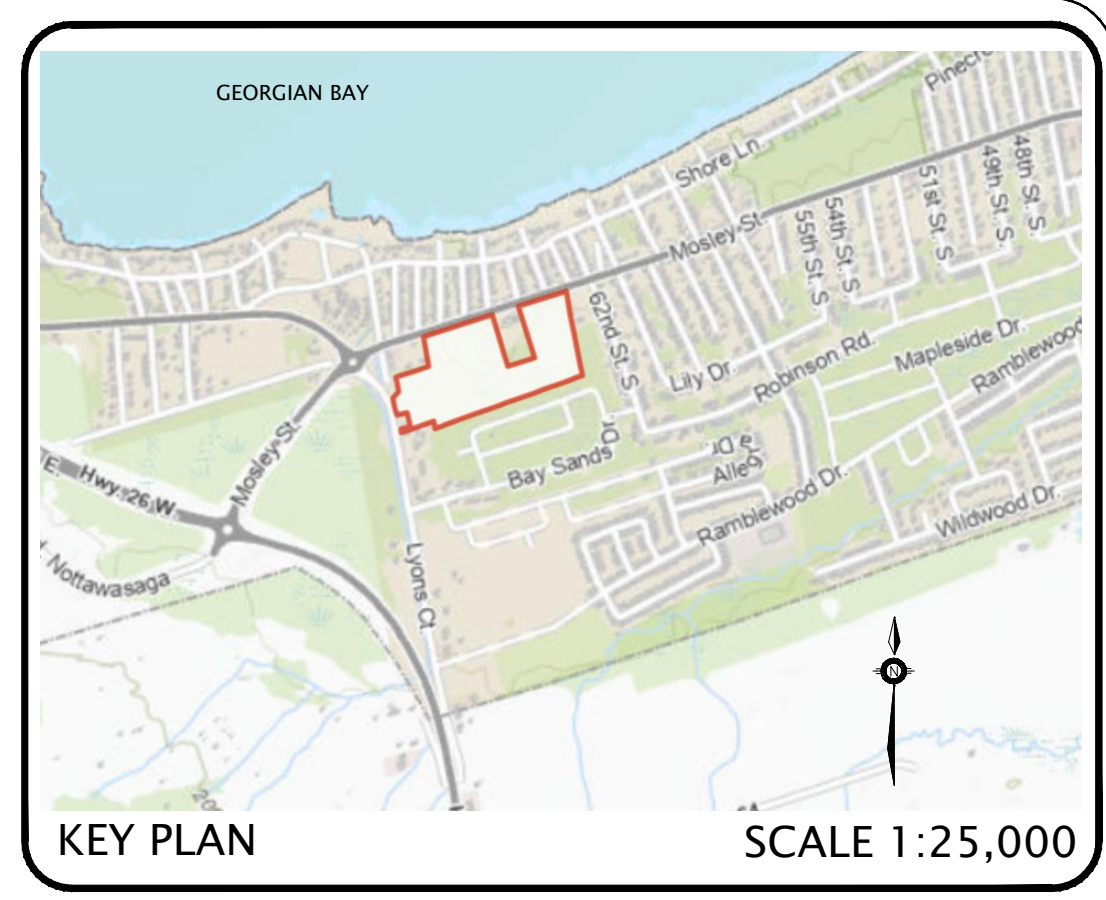 GEORGIAN BAY
Shore Ln.
Mosley St.
51st St. S
49th St. S.
48th St. S.
55th St. S
54th St. S.
62nd St. S
Lily Dr.
Robinson Rd.
Mapleside Dr.
Ramblewood
Bay Sands Dr.
Ramblewood Dr.
Wildwood Dr.
Mosley St.
Hwy. 26 W.
Nottawasaga
Lyons Ct
N
KEY PLAN
SCALE 1:25,000